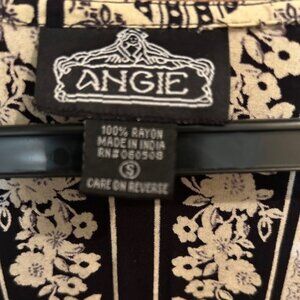 ANGIE
100% RAYON
MADE IN INDIA
RN#060508
S
CARE ON REVERSE